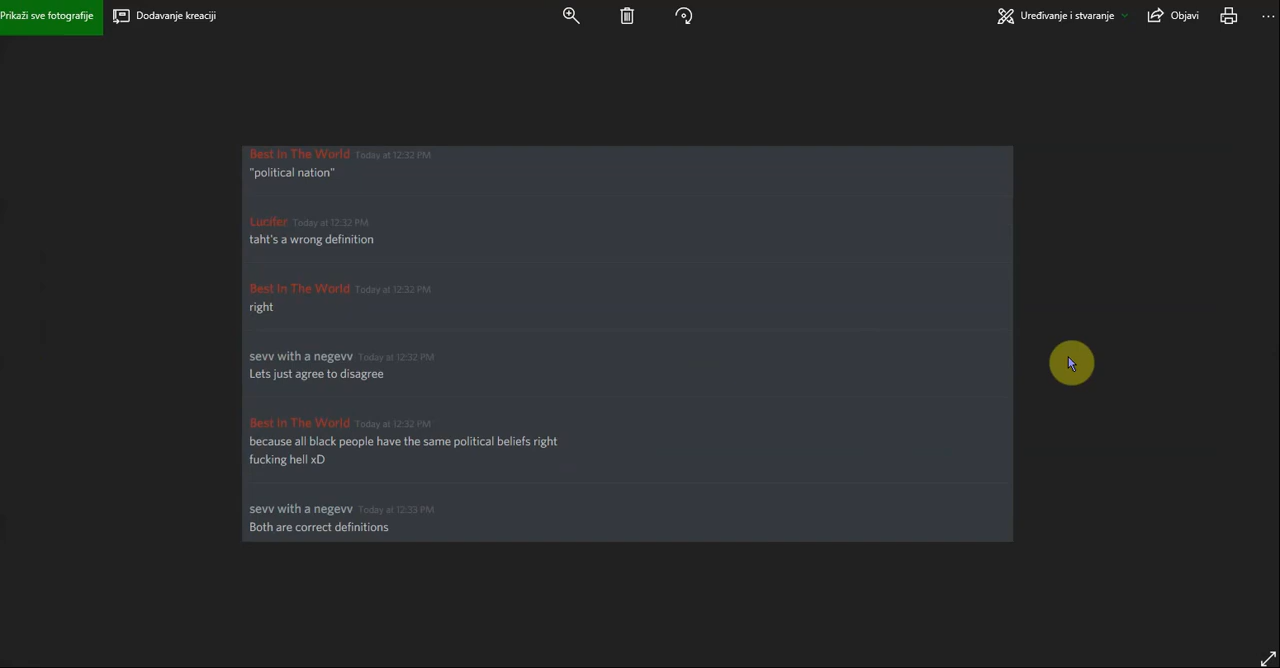 Prikaži sve fotografije
Dodavanje kreaciji
Uređivanje i stvaranje
Objavi
Best In The World Today at 12:32 PM
"political nation"
Lucifer Today at 12:32 PM
taht's a wrong definition
Best In The World Today at 12:32 PM
right
sevv with a negevv Today at 12:32 PM
Lets just agree to disagree
Best In The World Today at 12:32 PM
because all black people have the same political beliefs right
fucking hell xD
sevv with a negevv Today at 12:33 PM
Both are correct definitions